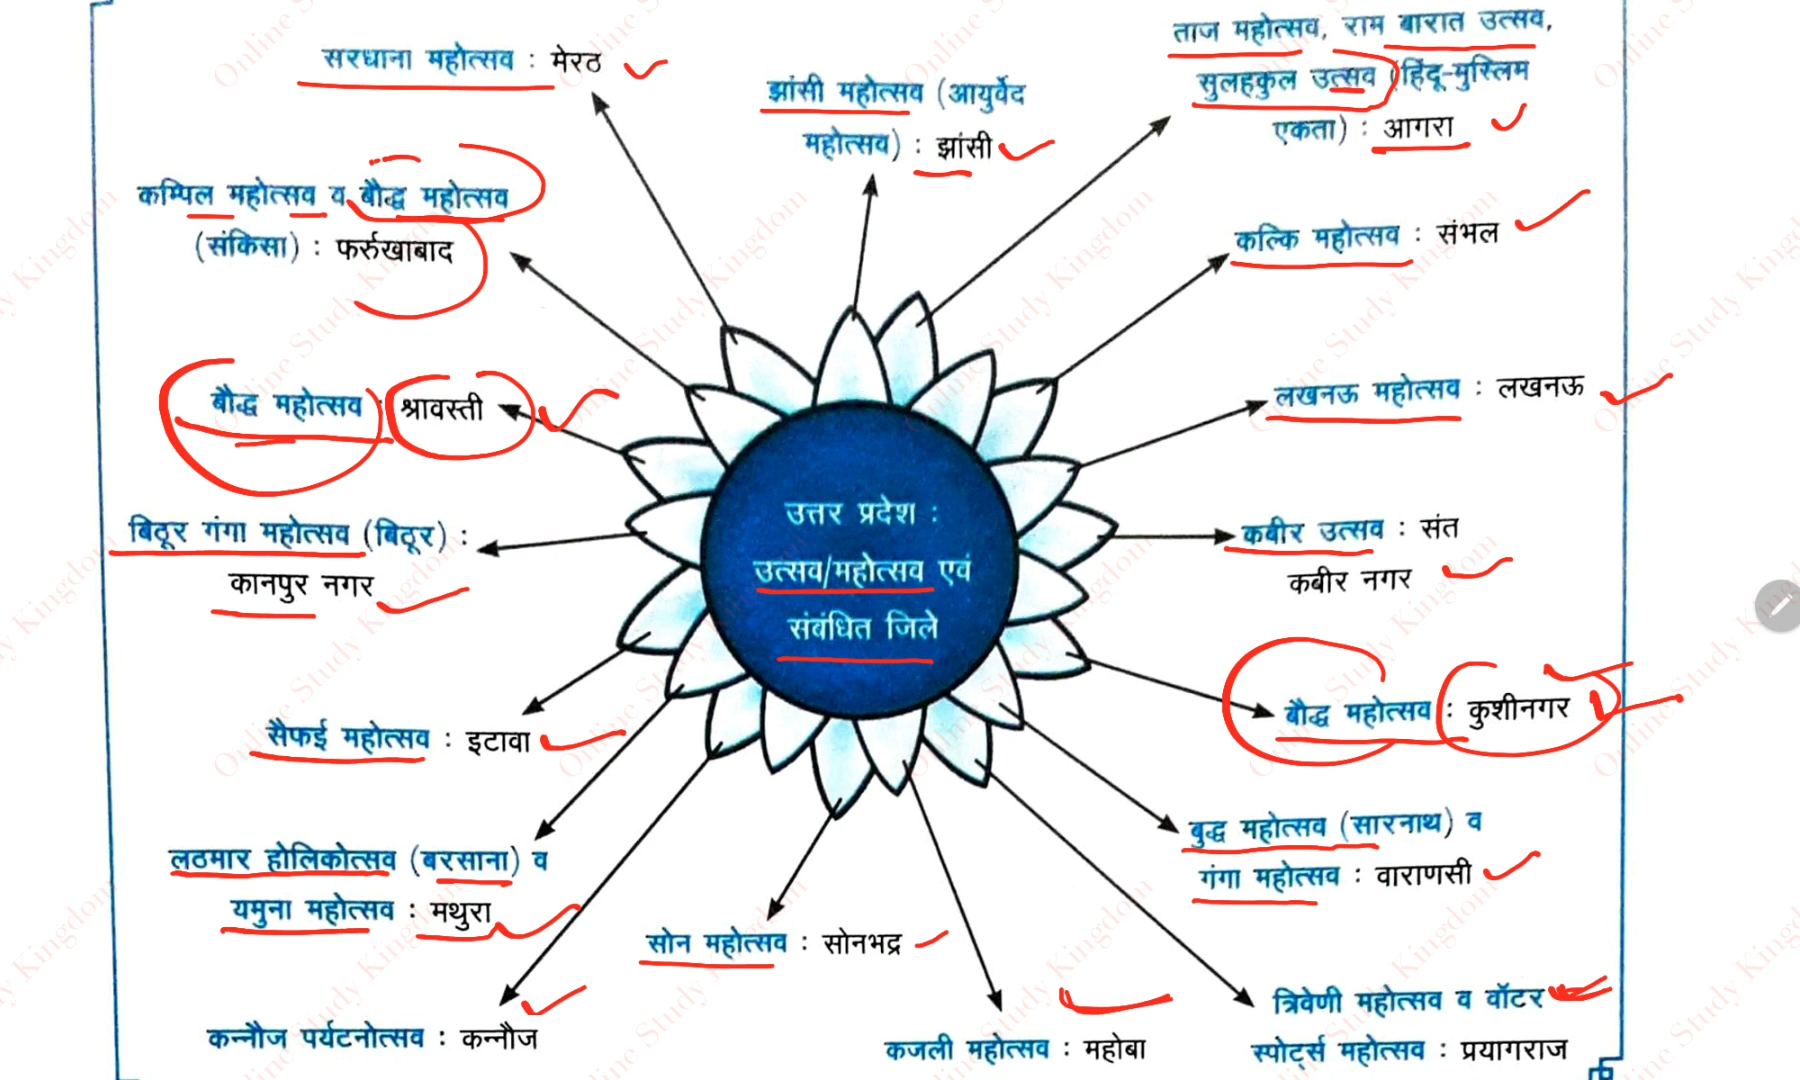 सरधाना महोत्सव : मेरठ
झांसी महोत्सव (आयुर्वेद
महोत्सव) : झांसी
ताज महोत्सव, राम बारात उत्सव,
सुलहकुल उत्सव (हिंदू-मुस्लिम
एकता) : आगरा
कम्पिल महोत्सव व बौद्ध महोत्सव
(संकिसा) : फर्रुखाबाद
कल्कि महोत्सव : संभल
बौद्ध महोत्सव : श्रावस्ती
लखनऊ महोत्सव : लखनऊ
बिठूर गंगा महोत्सव (बिठूर) :
कानपुर नगर
उत्तर प्रदेश :
उत्सव/महोत्सव एवं
संबंधित जिले
कबीर उत्सव : संत
कबीर नगर
सैफई महोत्सव : इटावा
बौद्ध महोत्सव : कुशीनगर
लठमार होलिकोत्सव (बरसाना) व
यमुना महोत्सव : मथुरा
बुद्ध महोत्सव (सारनाथ) व
गंगा महोत्सव : वाराणसी
सोन महोत्सव : सोनभद्र
कन्नौज पर्यटनोत्सव : कन्नौज
कजली महोत्सव : महोबा
त्रिवेणी महोत्सव व वॉटर
स्पोर्ट्स महोत्सव : प्रयागराज
Online Study Kingdom